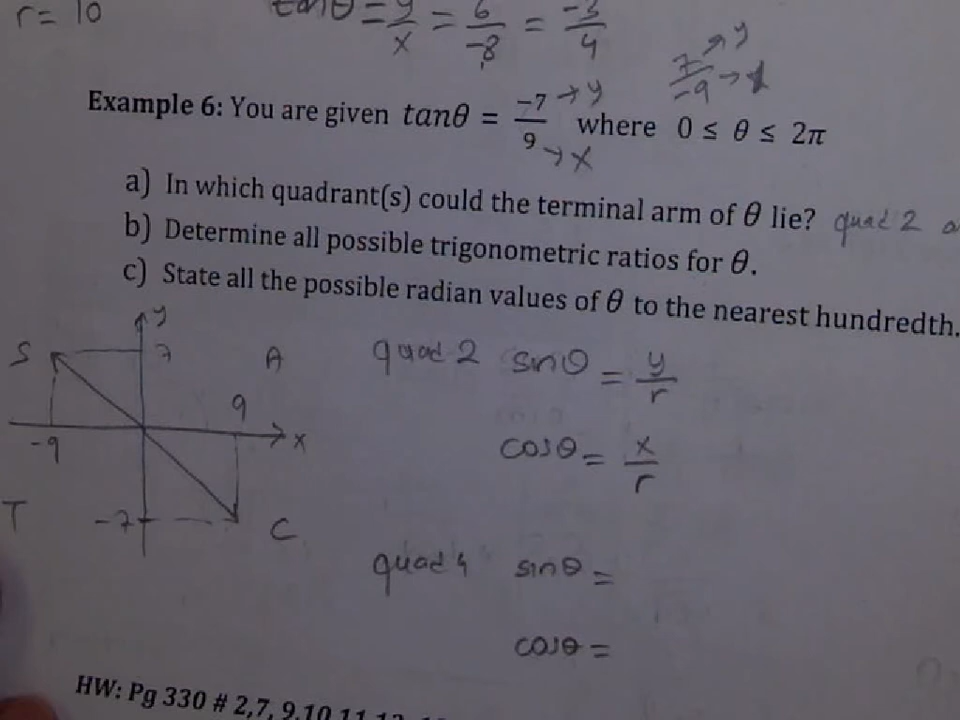 r = 10
tanθ = y/x = 6/-8 = -3/4
7/-9 → y → x
Example 6: You are given tanθ = -7/9 → y → x where 0 ≤ θ ≤ 2π
a) In which quadrant(s) could the terminal arm of θ lie? quad 2
b) Determine all possible trigonometric ratios for θ.
c) State all the possible radian values of θ to the nearest hundredth.
y
S 7 A
9
-9 x
T -7 C
quad 2 sinθ = y/r
cosθ = x/r
quad 4 sinθ =
cosθ =
HW: Pg 330 # 2,7, 9,10 11